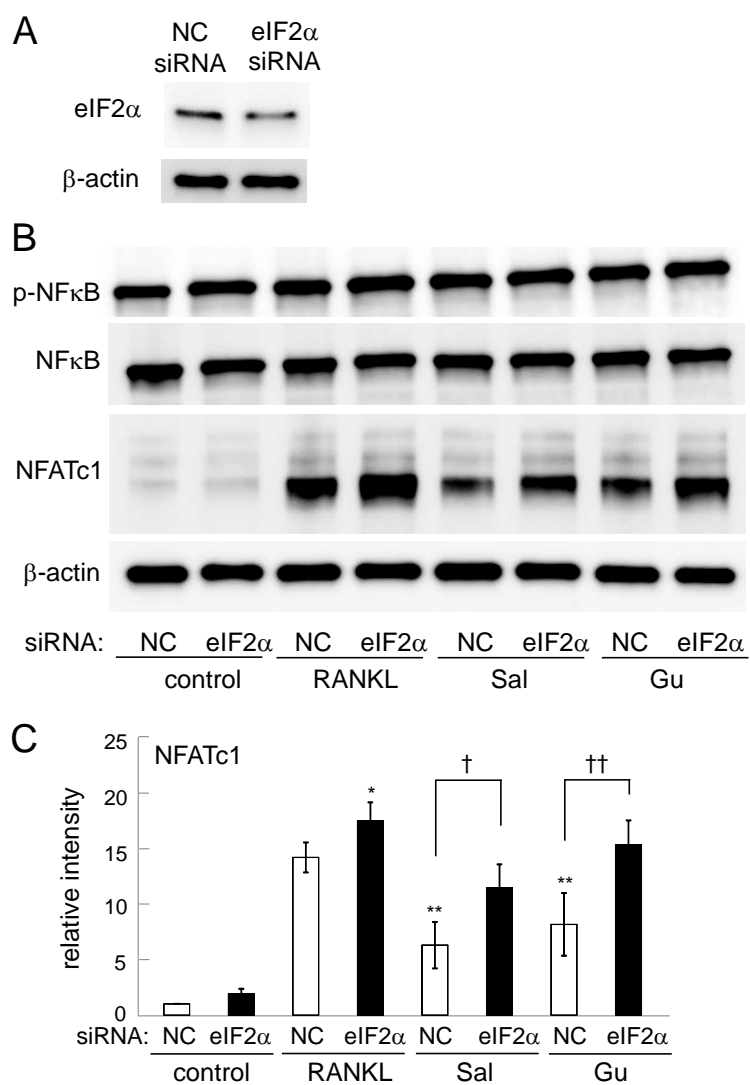 A
NC eIF2α
siRNA siRNA
eIF2α
β-actin
B
p-NFκB
NFκB
NFATc1
β-actin
siRNA: NC eIF2α NC eIF2α NC eIF2α NC eIF2α
control RANKL Sal Gu
C
NFATc1
relative intensity
25
20
15
10
5
0
*
**
†
**
††
siRNA: NC eIF2α NC eIF2α NC eIF2α NC eIF2α
control RANKL Sal Gu